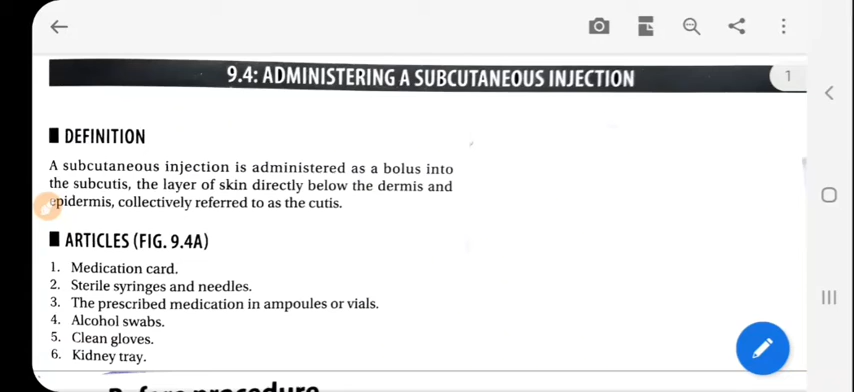 9.4: ADMINISTERING A SUBCUTANEOUS INJECTION
1
DEFINITION
A subcutaneous injection is administered as a bolus into
the subcutis, the layer of skin directly below the dermis and
epidermis, collectively referred to as the cutis.
ARTICLES (FIG. 9.4A)
1. Medication card.
2. Sterile syringes and needles.
3. The prescribed medication in ampoules or vials.
4. Alcohol swabs.
5. Clean gloves.
6. Kidney tray.
Before procedure